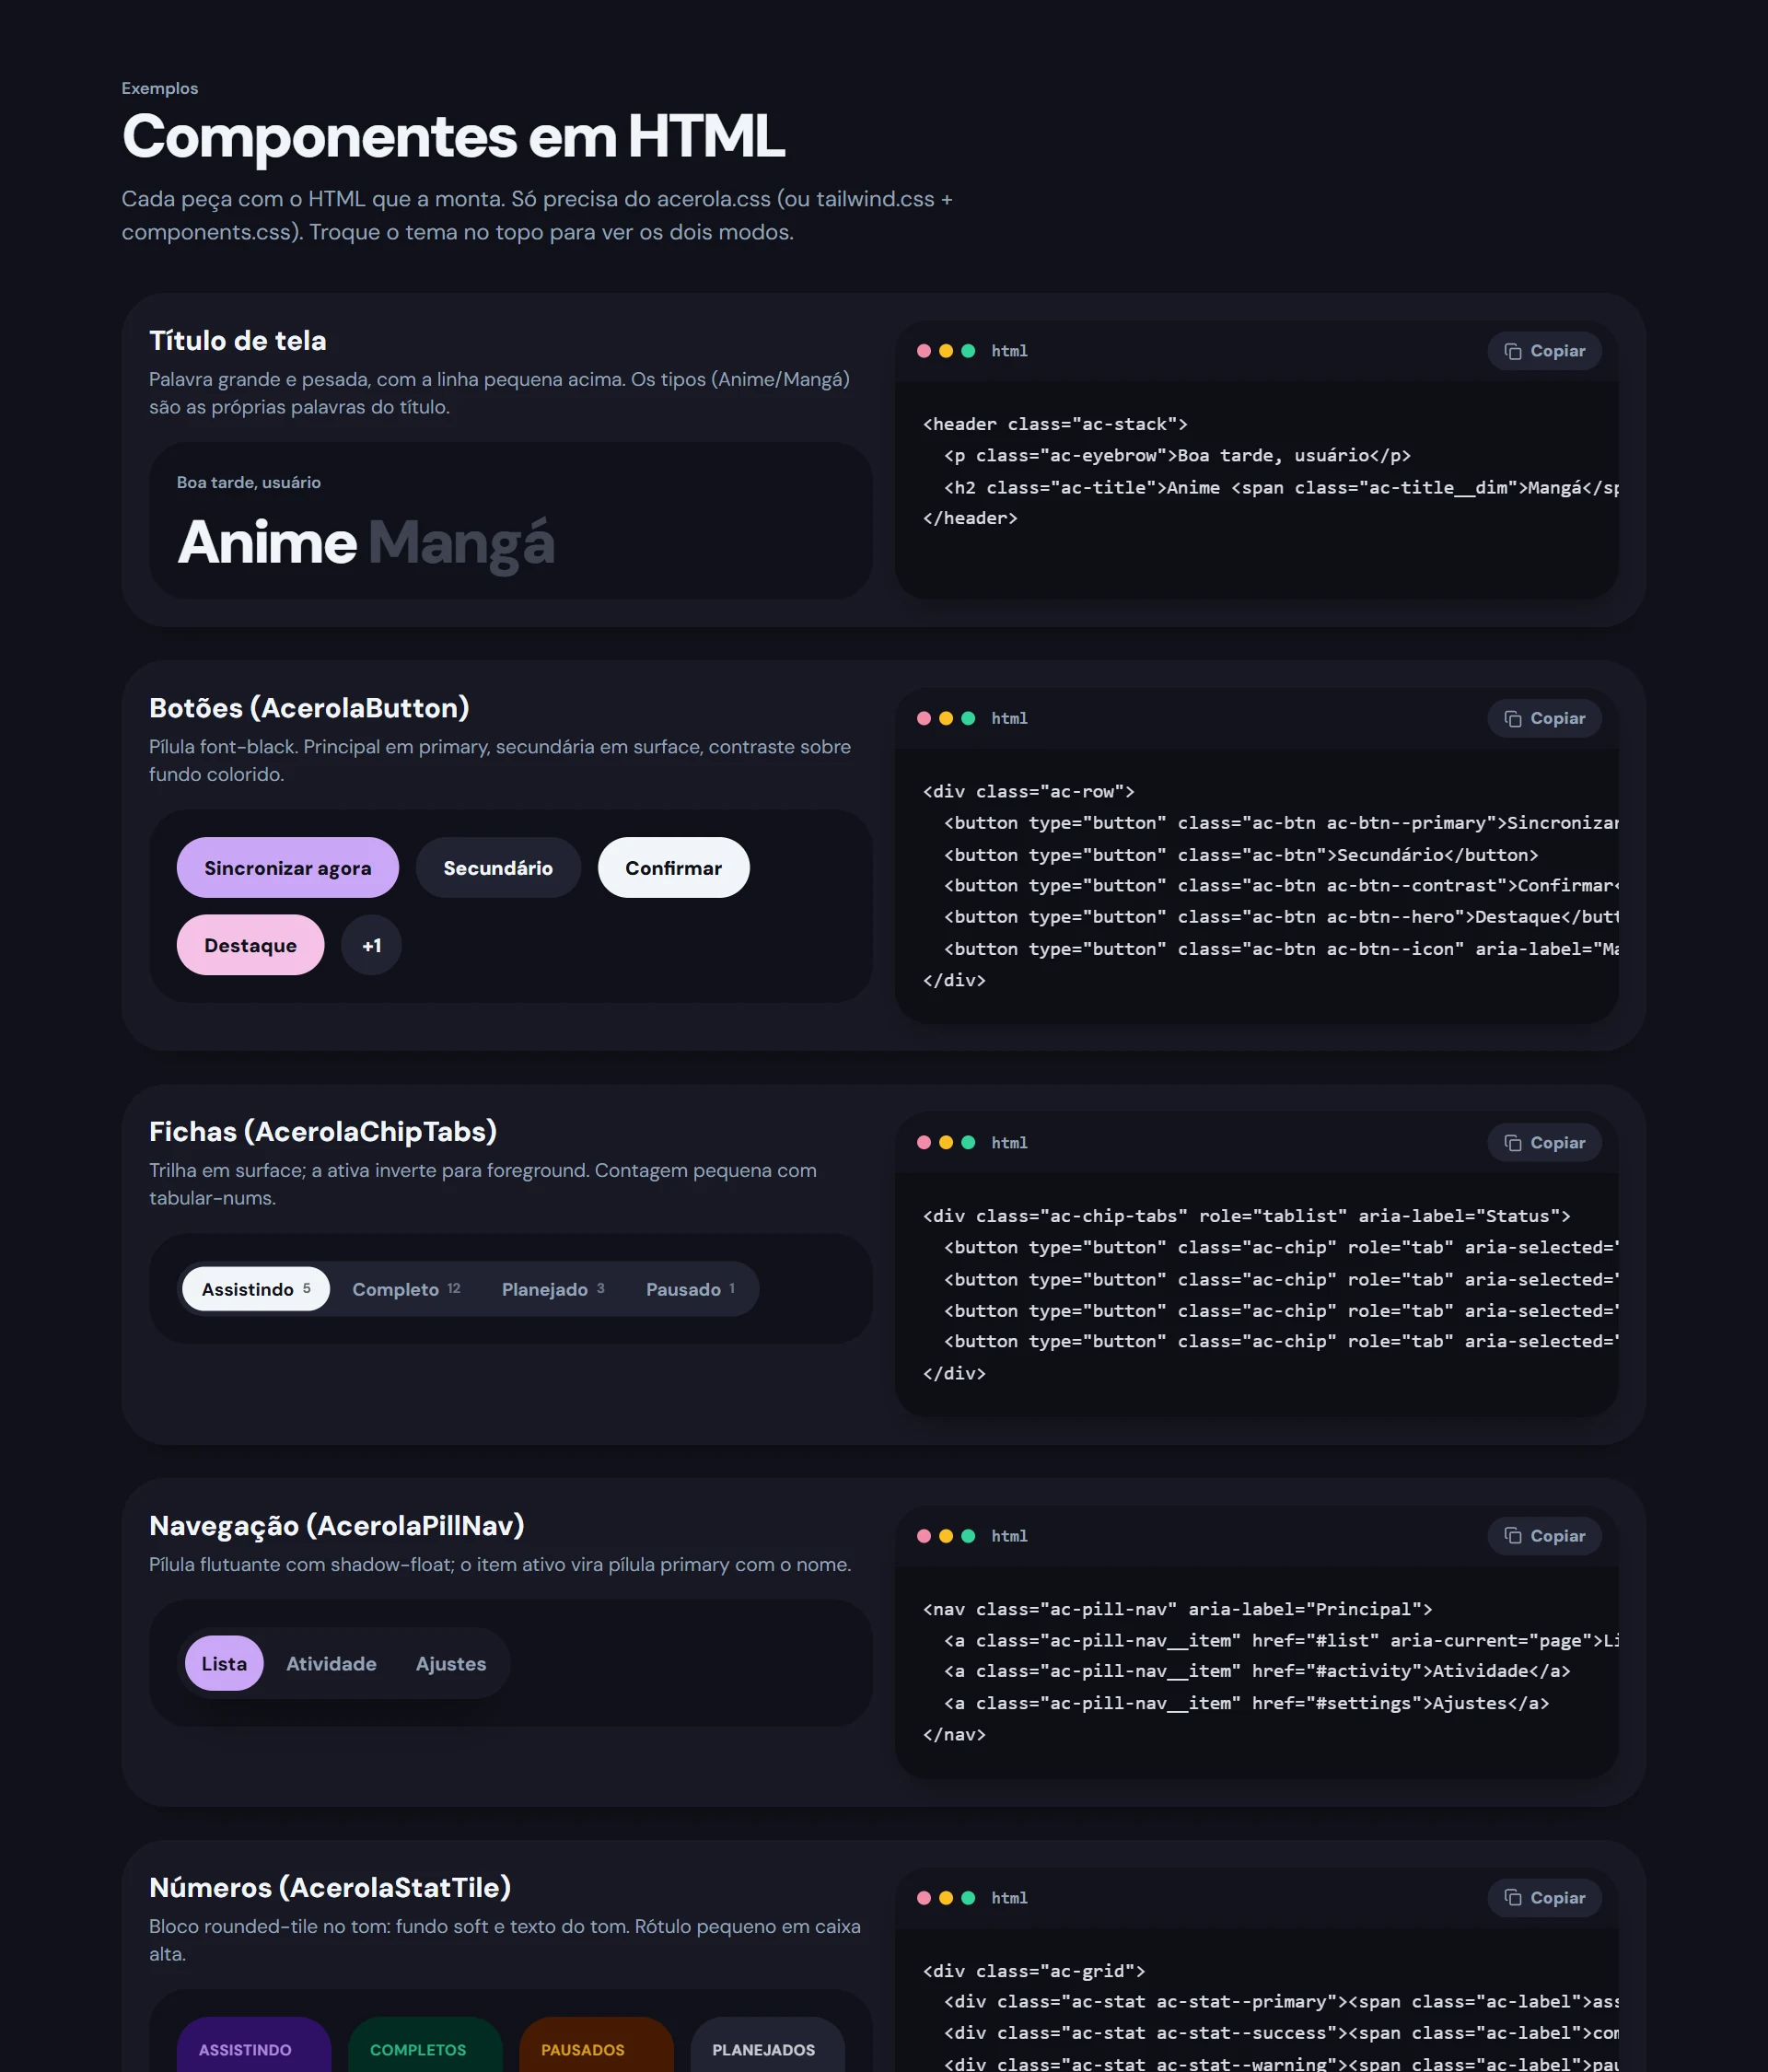 Exemplos
Componentes em HTML
Cada peça com o HTML que a monta. Só precisa do acerola.css (ou tailwind.css +
components.css). Troque o tema no topo para ver os dois modos.
Título de tela
Palavra grande e pesada, com a linha pequena acima. Os tipos (Anime/Mangá)
são as próprias palavras do título.
Boa tarde, usuário
Anime Mangá
html
Copiar
<header class="ac-stack">
  <p class="ac-eyebrow">Boa tarde, usuário</p>
  <h2 class="ac-title">Anime <span class="ac-title__dim">Mangá</sp
</header>
Botões (AcerolaButton)
Pílula font-black. Principal em primary, secundária em surface, contraste sobre
fundo colorido.
Sincronizar agora
Secundário
Confirmar
Destaque
+1
html
Copiar
<div class="ac-row">
  <button type="button" class="ac-btn ac-btn--primary">Sincronizar
  <button type="button" class="ac-btn">Secundário</button>
  <button type="button" class="ac-btn ac-btn--contrast">Confirmar<
  <button type="button" class="ac-btn ac-btn--hero">Destaque</butt
  <button type="button" class="ac-btn ac-btn--icon" aria-label="Ma
</div>
Fichas (AcerolaChipTabs)
Trilha em surface; a ativa inverte para foreground. Contagem pequena com
tabular-nums.
Assistindo 5
Completo 12
Planejado 3
Pausado 1
html
Copiar
<div class="ac-chip-tabs" role="tablist" aria-label="Status">
  <button type="button" class="ac-chip" role="tab" aria-selected="
  <button type="button" class="ac-chip" role="tab" aria-selected="
  <button type="button" class="ac-chip" role="tab" aria-selected="
  <button type="button" class="ac-chip" role="tab" aria-selected="
</div>
Navegação (AcerolaPillNav)
Pílula flutuante com shadow-float; o item ativo vira pílula primary com o nome.
Lista
Atividade
Ajustes
html
Copiar
<nav class="ac-pill-nav" aria-label="Principal">
  <a class="ac-pill-nav__item" href="#list" aria-current="page">Li
  <a class="ac-pill-nav__item" href="#activity">Atividade</a>
  <a class="ac-pill-nav__item" href="#settings">Ajustes</a>
</nav>
Números (AcerolaStatTile)
Bloco rounded-tile no tom: fundo soft e texto do tom. Rótulo pequeno em caixa
alta.
ASSISTINDO
COMPLETOS
PAUSADOS
PLANEJADOS
html
Copiar
<div class="ac-grid">
  <div class="ac-stat ac-stat--primary"><span class="ac-label">ass
  <div class="ac-stat ac-stat--success"><span class="ac-label">com
  <div class="ac-stat ac-stat--warning"><span class="ac-label">pau